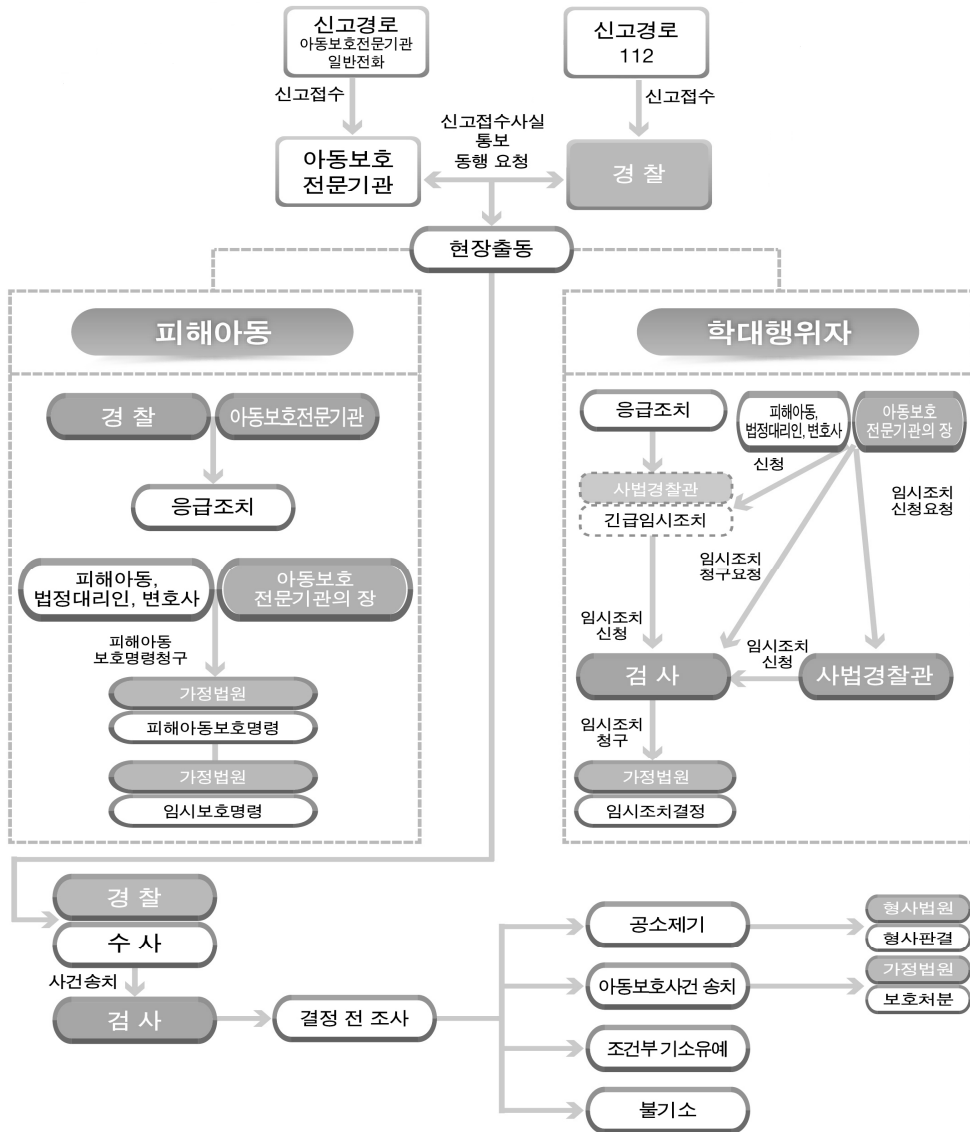 신고경로
아동보호전문기관
일반전화
신고경로
112
신고접수
신고접수
신고접수사실
통보
동행 요청
아동보호
전문기관
경 찰
현장출동
피해아동
경 찰
아동보호전문기관
응급조치
피해아동,
법정대리인, 변호사
아동보호
전문기관의 장
피해아동
보호명령청구
가정법원
피해아동보호명령
가정법원
임시보호명령
학대행위자
응급조치
피해아동,
법정대리인, 변호사
아동보호
전문기관의 장
신청
사법경찰관
긴급임시조치
임시조치
신청요청
임시조치
청구요청
임시조치
신청
임시조치
신청
검 사
사법경찰관
임시조치
청구
가정법원
임시조치결정
경 찰
수 사
사건송치
검 사
결정 전 조사
공소제기
형사법원
형사판결
아동보호사건 송치
가정법원
보호처분
조건부 기소유예
불기소